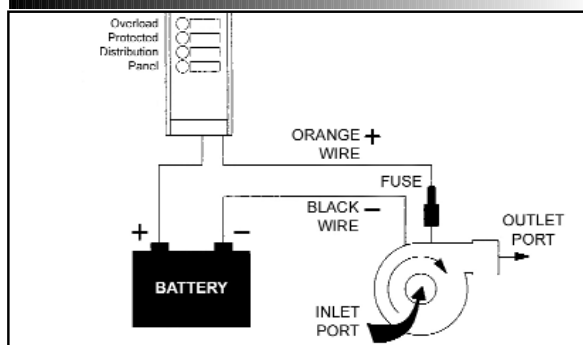 Overload
Protected
Distribution
Panel
ORANGE +
WIRE
FUSE
BLACK –
WIRE
OUTLET
PORT
+ –
BATTERY
INLET
PORT